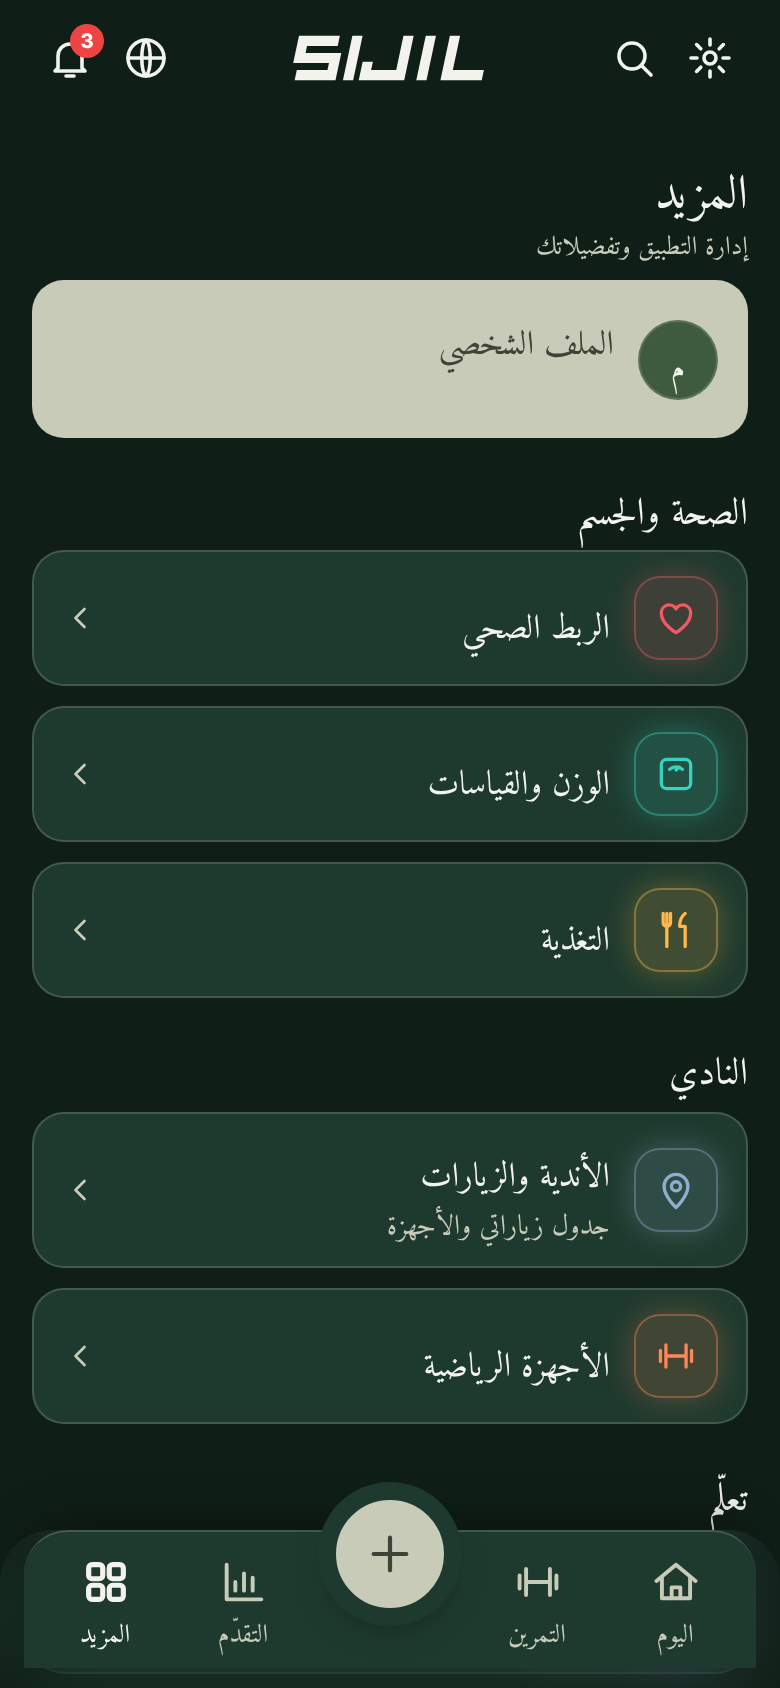 3
SIJIL
المزيد
إدارة التطبيق وتفضيلاتك
م
الملف الشخصي
الصحة والجسم
الربط الصحي
الوزن والقياسات
التغذية
النادي
الأندية والزيارات
جدول زياراتي والأجهزة
الأجهزة الرياضية
تعلّم
اليوم
التمرين
التقدّم
المزيد